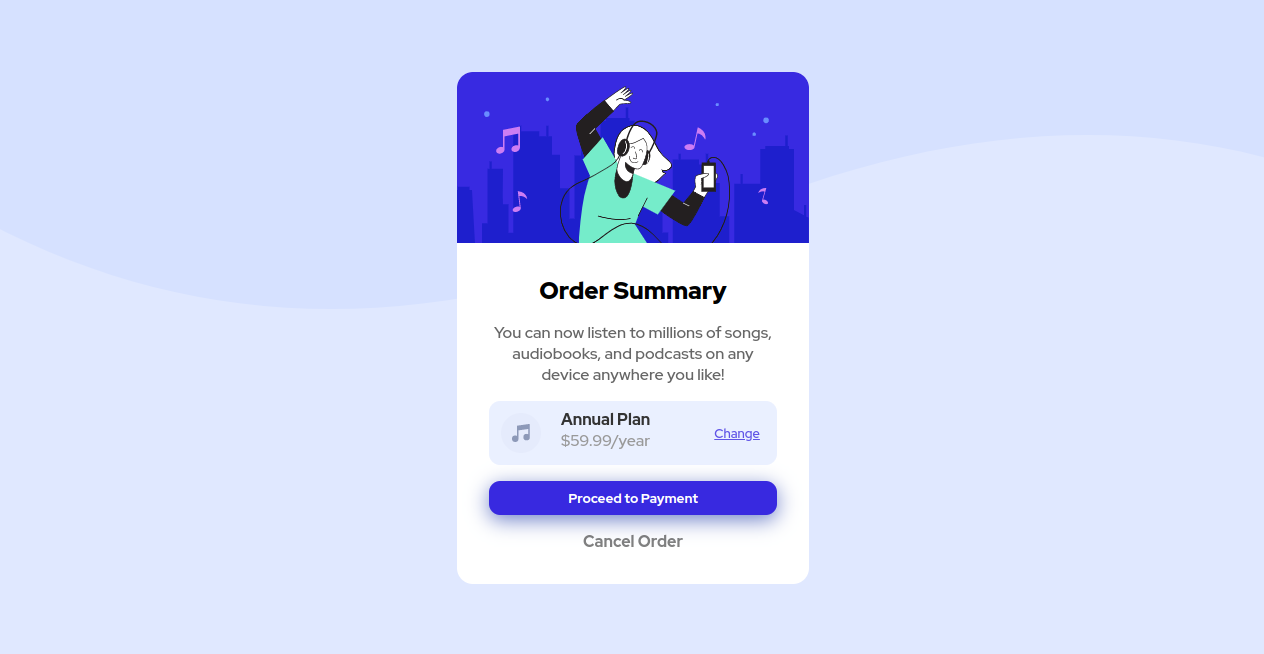 Order Summary
You can now listen to millions of songs,
audiobooks, and podcasts on any
device anywhere you like!
Annual Plan
$59.99/year
Change
Proceed to Payment
Cancel Order